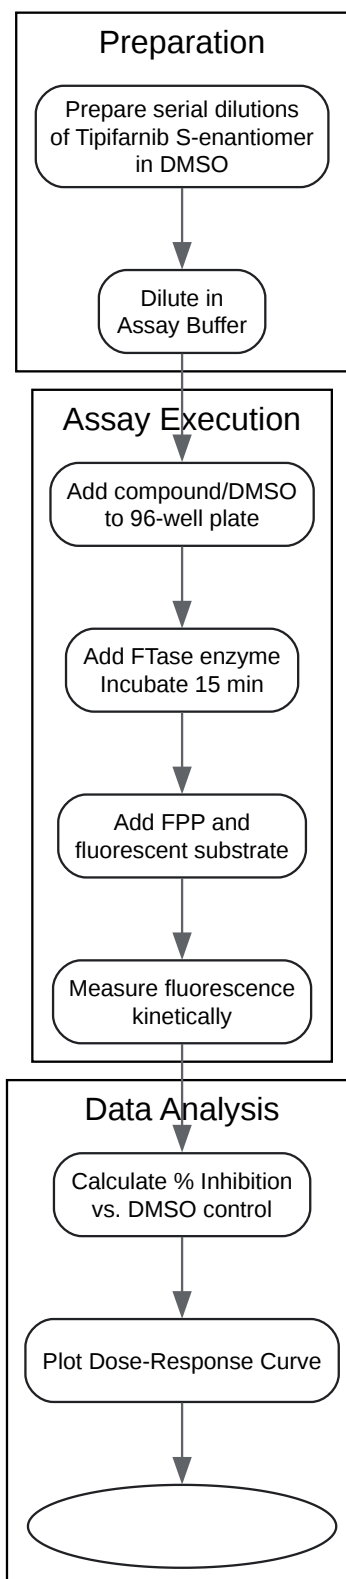 Preparation
Prepare serial dilutions
of Tipifarnib S-enantiomer
in DMSO
Dilute in
Assay Buffer
Assay Execution
Add compound/DMSO
to 96-well plate
Add FTase enzyme
Incubate 15 min
Add FPP and
fluorescent substrate
Measure fluorescence
kinetically
Data Analysis
Calculate % Inhibition
vs. DMSO control
Plot Dose-Response Curve